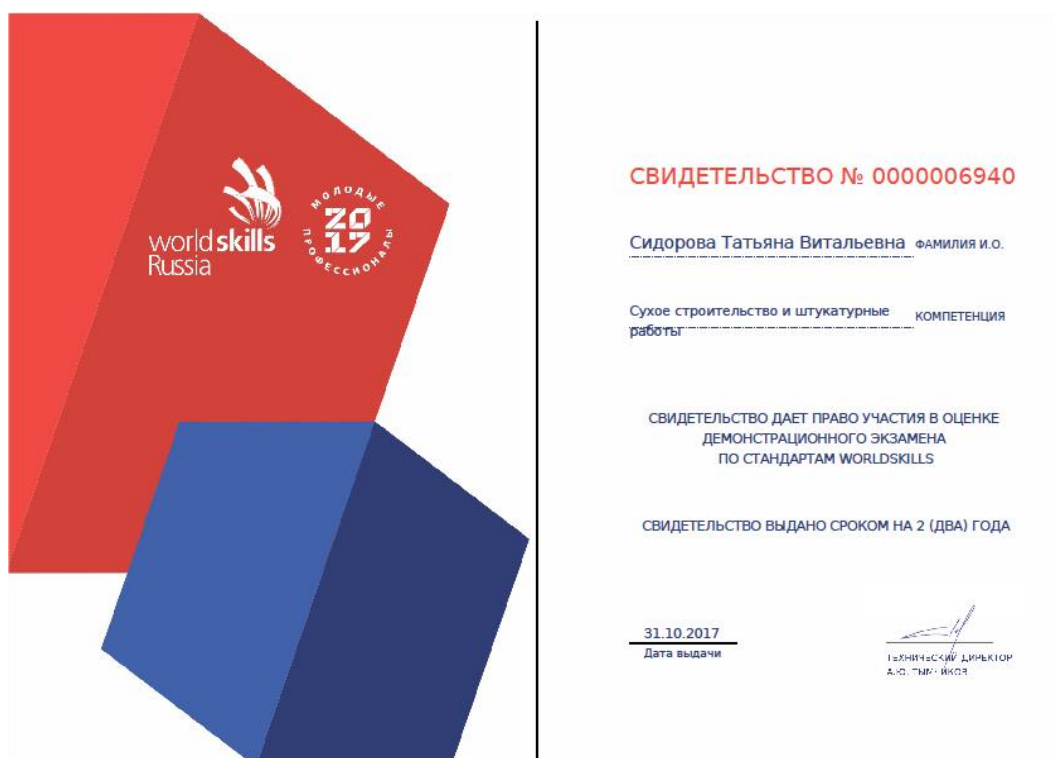 worldskills
Russia
МОЛОДЫЕ
2017
ПРОФЕССИОНАЛЫ
СВИДЕТЕЛЬСТВО № 0000006940
Сидорова Татьяна Витальевна ФАМИЛИЯ И.О.
Сухое строительство и штукатурные КОМПЕТЕНЦИЯ
работы
СВИДЕТЕЛЬСТВО ДАЕТ ПРАВО УЧАСТИЯ В ОЦЕНКЕ
ДЕМОНСТРАЦИОННОГО ЭКЗАМЕНА
ПО СТАНДАРТАМ WORLDSKILLS
СВИДЕТЕЛЬСТВО ВЫДАНО СРОКОМ НА 2 (ДВА) ГОДА
31.10.2017
Дата выдачи
ТЕХНИЧЕСКИЙ ДИРЕКТОР
А.Ю.